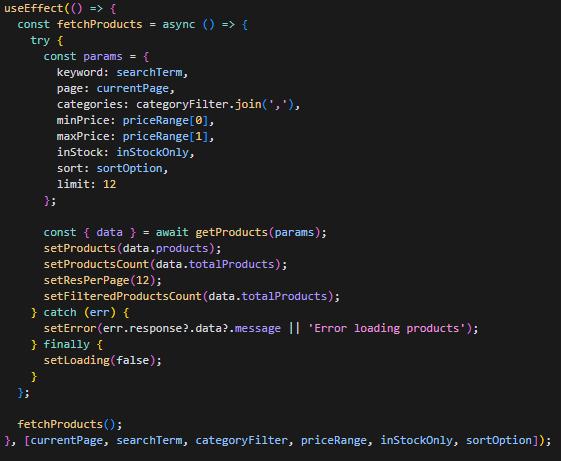 useEffect(() => {
  const fetchProducts = async () => {
    try {
      const params = {
        keyword: searchTerm,
        page: currentPage,
        categories: categoryFilter.join(','),
        minPrice: priceRange[0],
        maxPrice: priceRange[1],
        inStock: inStockOnly,
        sort: sortOption,
        limit: 12
      };

      const { data } = await getProducts(params);
      setProducts(data.products);
      setProductsCount(data.totalProducts);
      setResPerPage(12);
      setFilteredProductsCount(data.totalProducts);
    } catch (err) {
      setError(err.response?.data?.message || 'Error loading products');
    } finally {
      setLoading(false);
    }
  };

  fetchProducts();
}, [currentPage, searchTerm, categoryFilter, priceRange, inStockOnly, sortOption]);